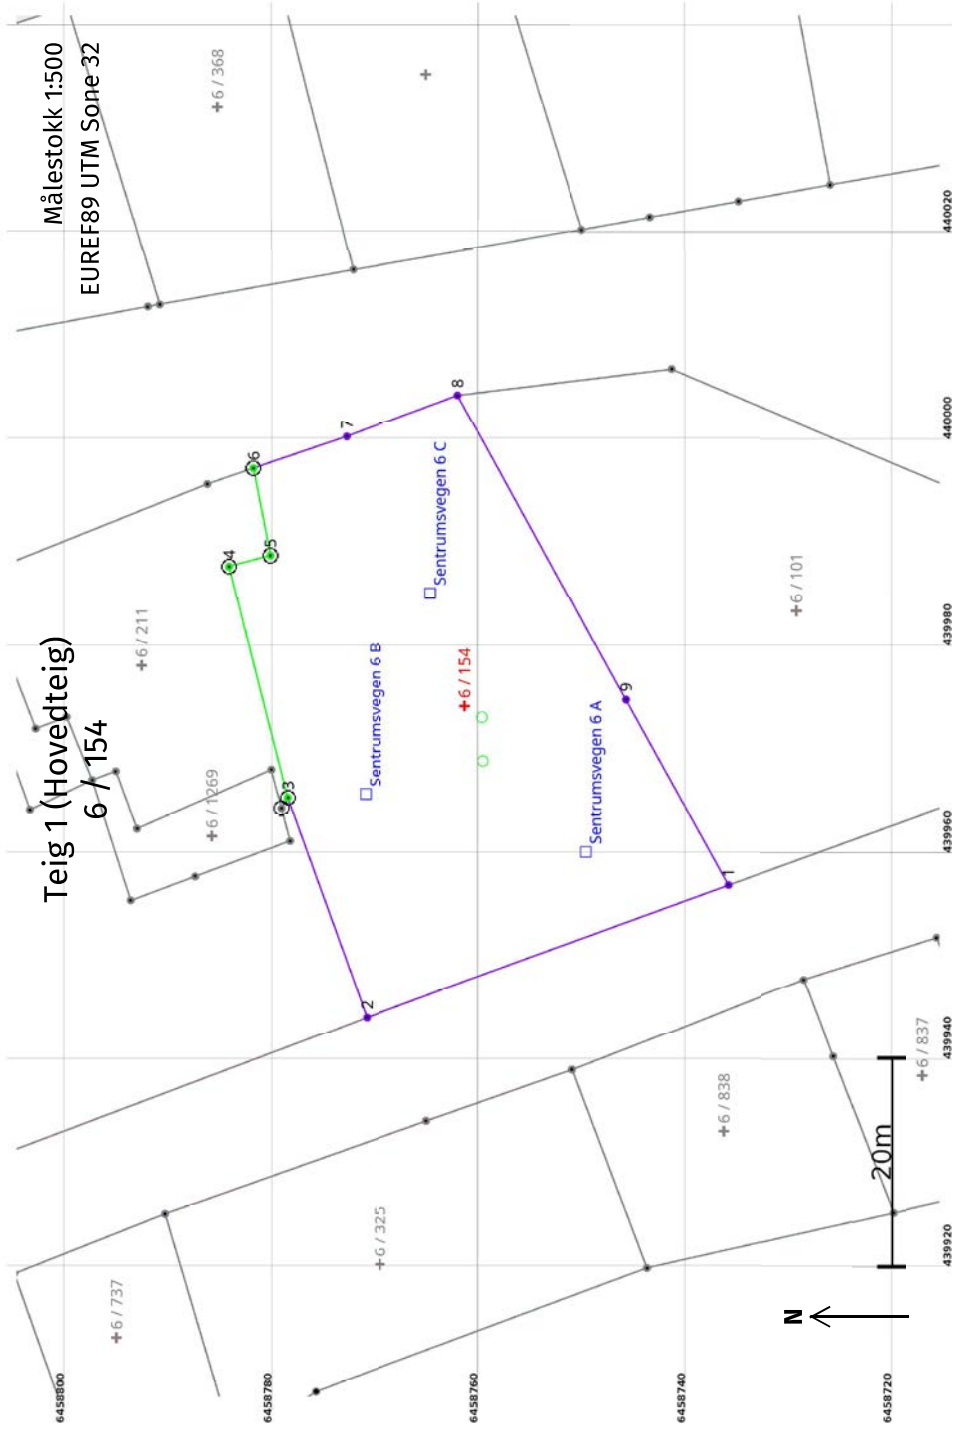 Teig 1 (Hovedteig)
6 / 154
Målestokk 1:500
EUREF89 UTM Sone 32
6 / 737
6 / 325
6 / 838
6 / 837
6 / 1269
6 / 211
6 / 368
6 / 101
6 / 154
Sentrumsvegen 6 B
Sentrumsvegen 6 C
Sentrumsvegen 6 A
1
2
3
4
5
6
7
8
9
20m
N
6458800
6458780
6458760
6458740
6458720
439920
439940
439960
439980
440000
440020